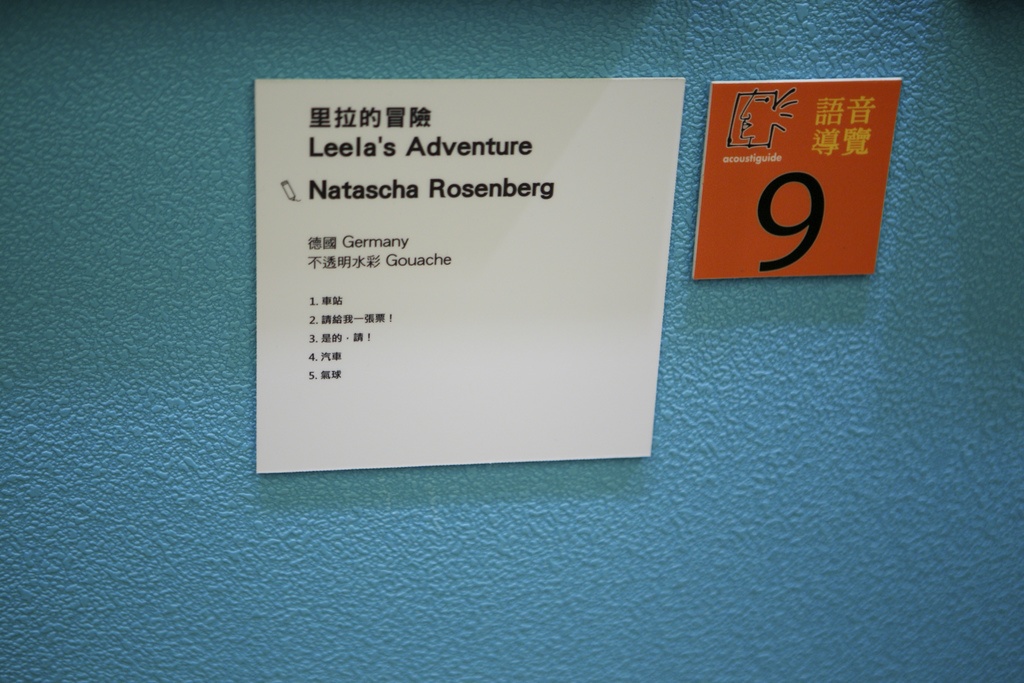 里拉的冒險
Leela's Adventure
Natascha Rosenberg
德國 Germany
不透明水彩 Gouache
1. 車站
2. 請給我一張票！
3. 是的，請！
4. 汽車
5. 氣球
語音
導覽
acoustiguide
9